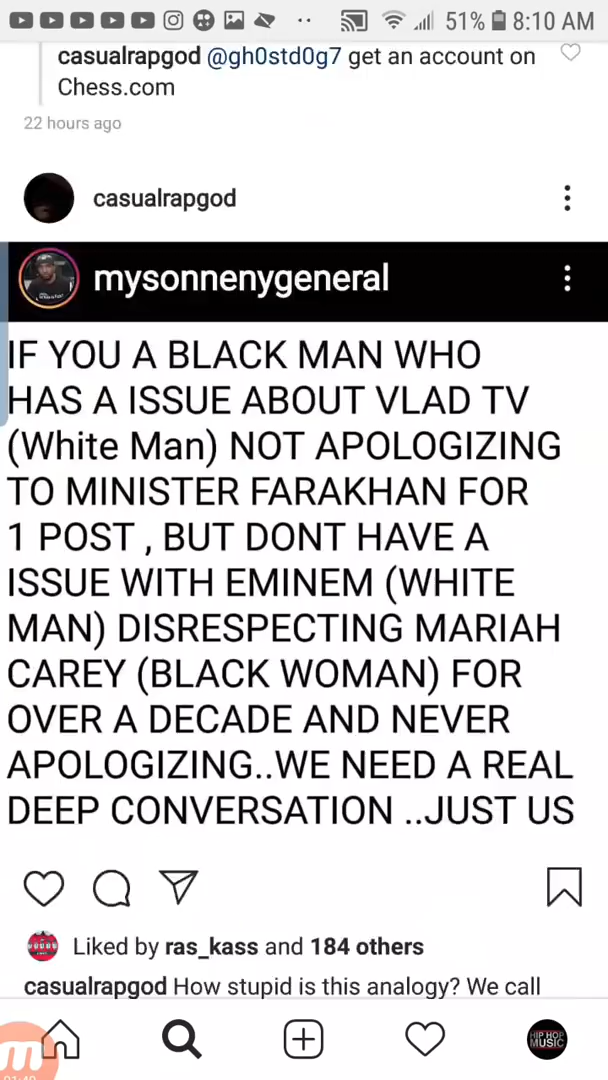 51% 8:10 AM
casualrapgod @gh0std0g7 get an account on
Chess.com
22 hours ago
casualrapgod
mysonnenygeneral
IF YOU A BLACK MAN WHO
HAS A ISSUE ABOUT VLAD TV
(White Man) NOT APOLOGIZING
TO MINISTER FARAKHAN FOR
1 POST , BUT DONT HAVE A
ISSUE WITH EMINEM (WHITE
MAN) DISRESPECTING MARIAH
CAREY (BLACK WOMAN) FOR
OVER A DECADE AND NEVER
APOLOGIZING..WE NEED A REAL
DEEP CONVERSATION ..JUST US
Liked by ras_kass and 184 others
casualrapgod How stupid is this analogy? We call
HIP HOP
MUSIC